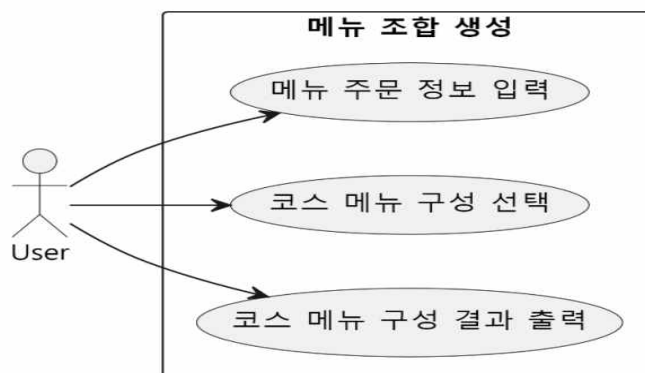 메뉴 조합 생성
메뉴 주문 정보 입력
코스 메뉴 구성 선택
User
코스 메뉴 구성 결과 출력